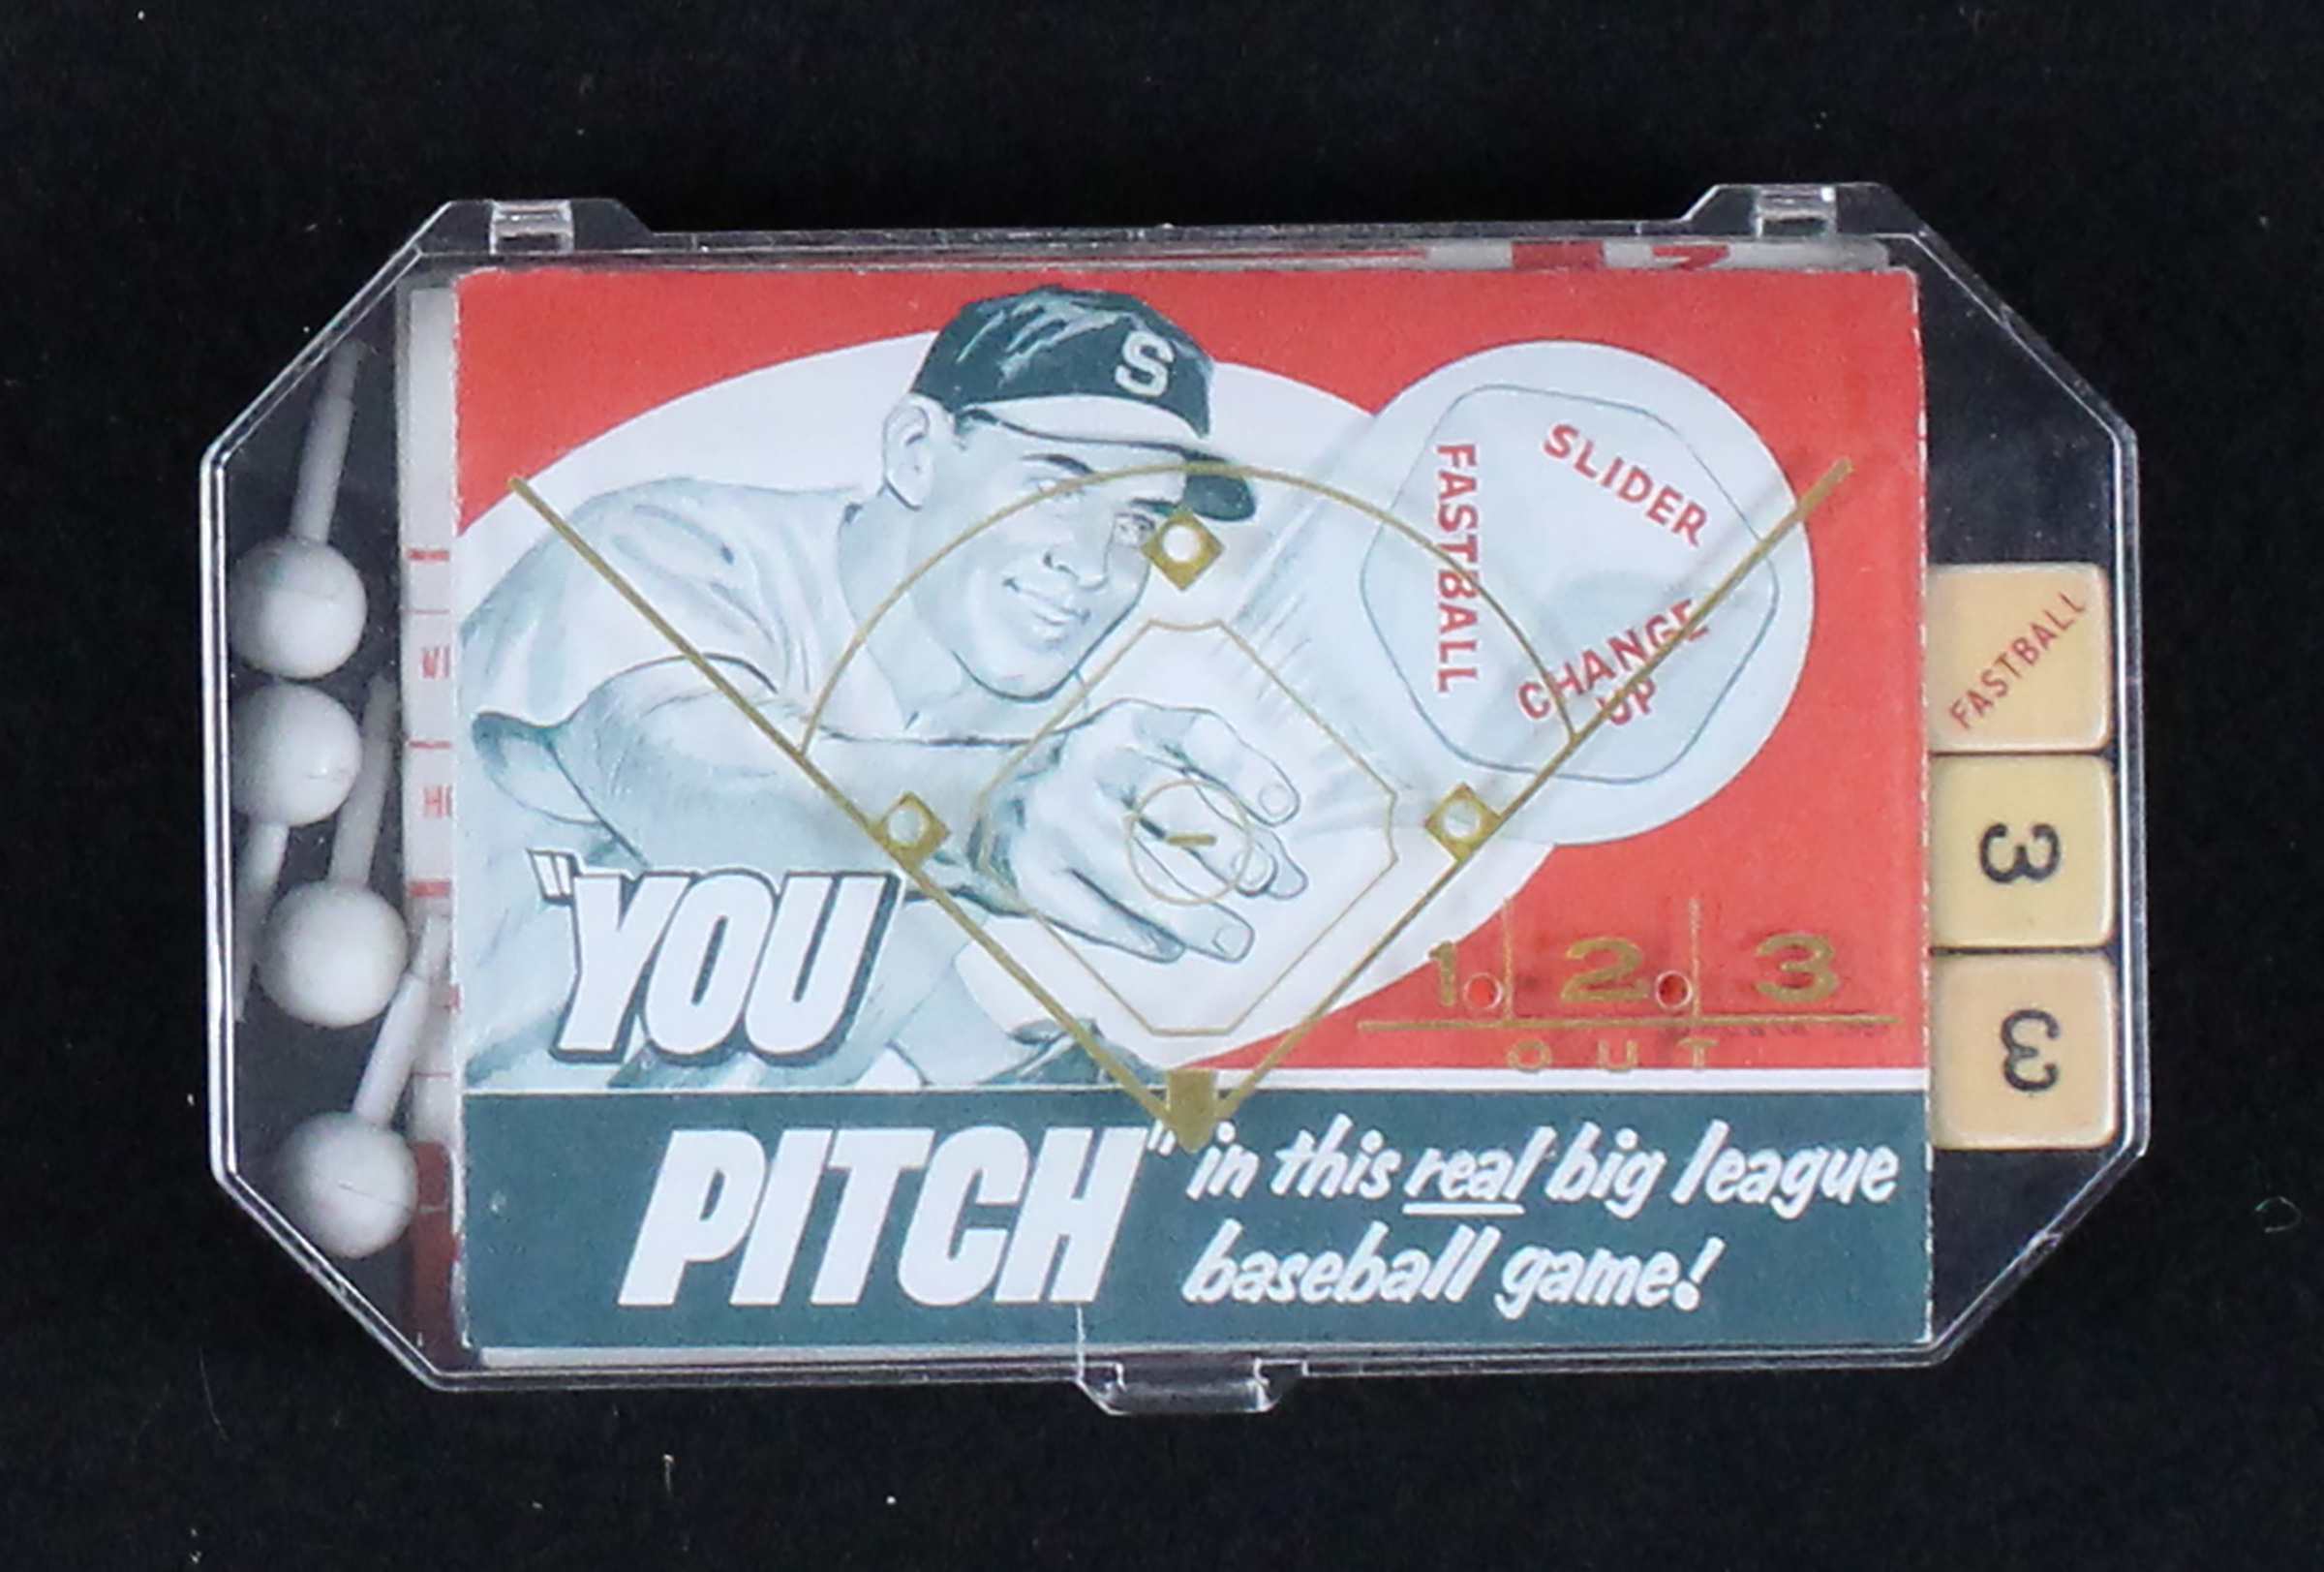 S
SLIDER
FASTBALL
CHANGE
UP
FASTBALL
3
3
1 2 3
OUT
"YOU
PITCH" in this real big league
baseball game!